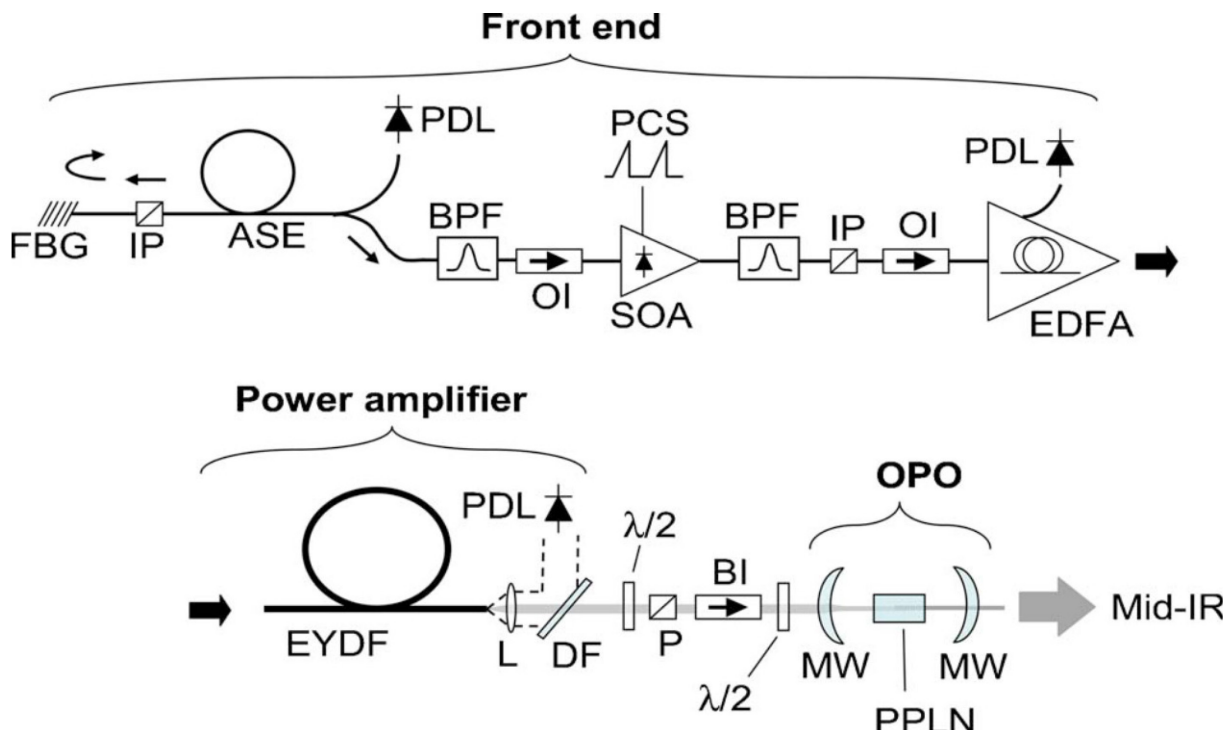 Front end
PDL
PCS
PDL
BPF
BPF
IP
OI
FBG
IP
ASE
OI
SOA
EDFA
Power amplifier
OPO
PDL
λ/2
BI
Mid-IR
EYDF
L
DF
P
MW
MW
λ/2
PPLN